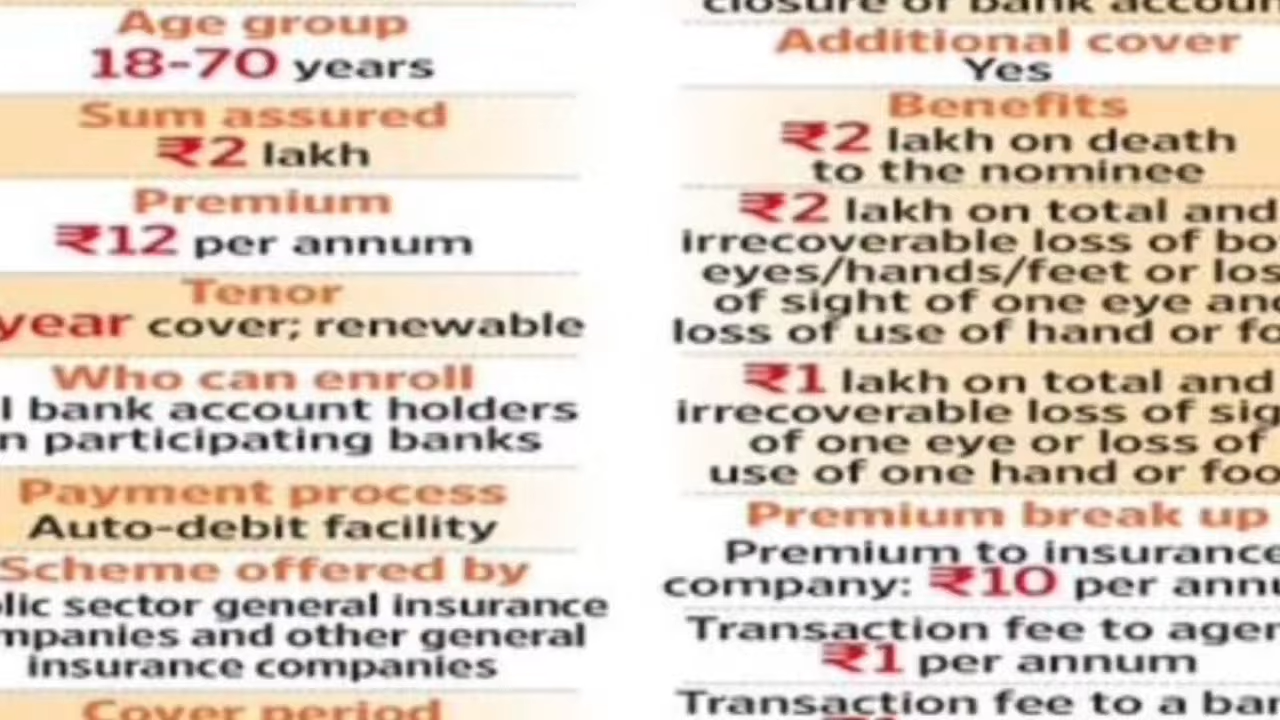 Age group
18-70 years
Sum assured
₹2 lakh
Premium
₹12 per annum
Tenor
year cover; renewable
Who can enroll
bank account holders
participating banks
Payment process
Auto-debit facility
Scheme offered by
sector general insurance
and other general
insurance companies
Cover period
closure of bank
Additional cover
Yes
Benefits
₹2 lakh on death
to the nominee
₹2 lakh on total and
irrecoverable loss of
eyes/hands/feet or
of sight of one eye
loss of use of hand or
₹1 lakh on total and
irrecoverable loss of
of one eye or loss of
use of one hand or
Premium break up
Premium to insurance
company: ₹10 per
Transaction fee to
₹1 per annum
Transaction fee to a